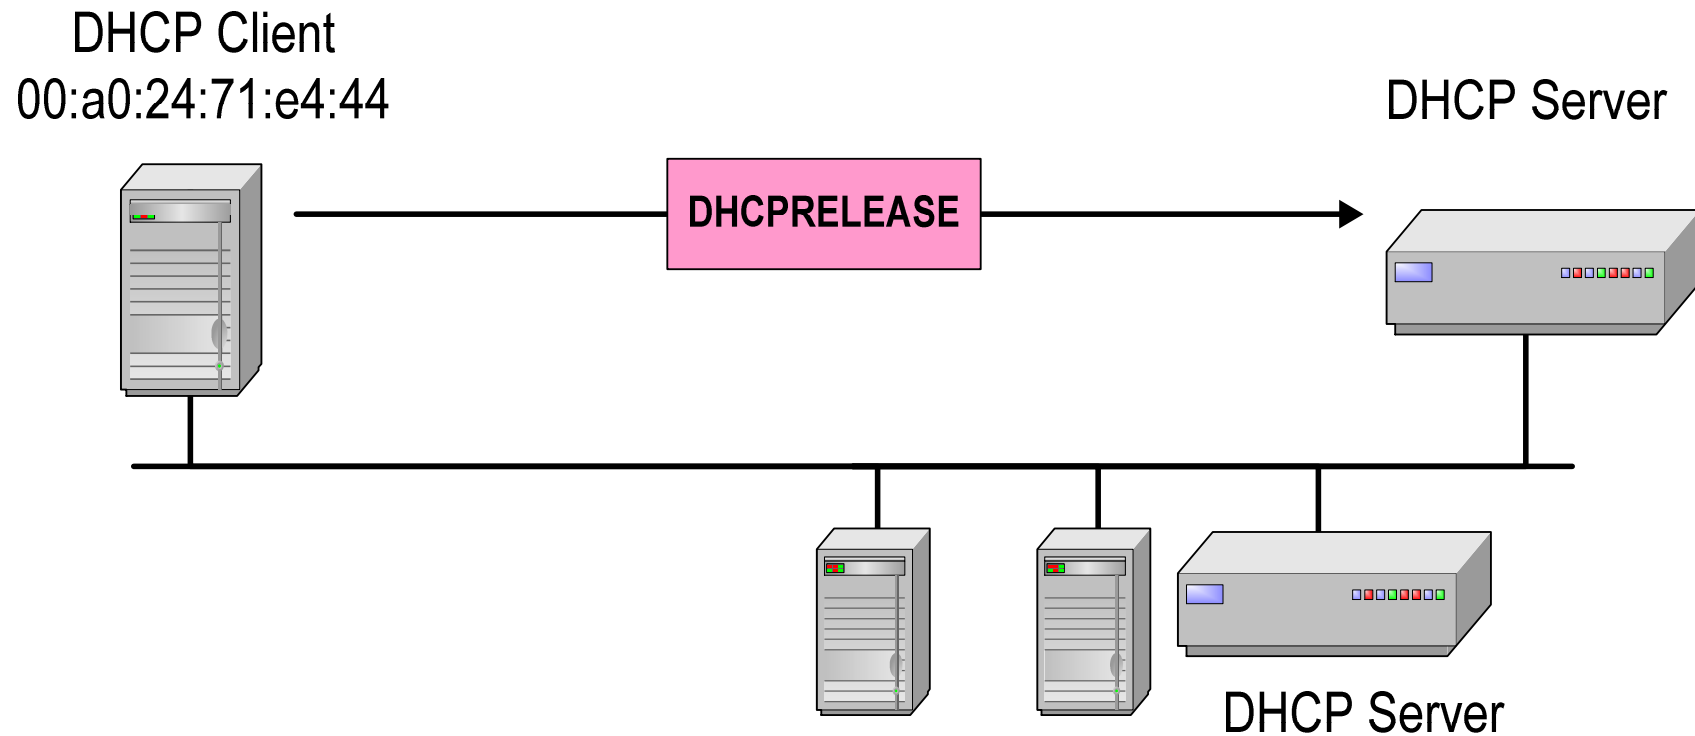 DHCP Client
00:a0:24:71:e4:44
DHCP Server
DHCPRELEASE
DHCP Server